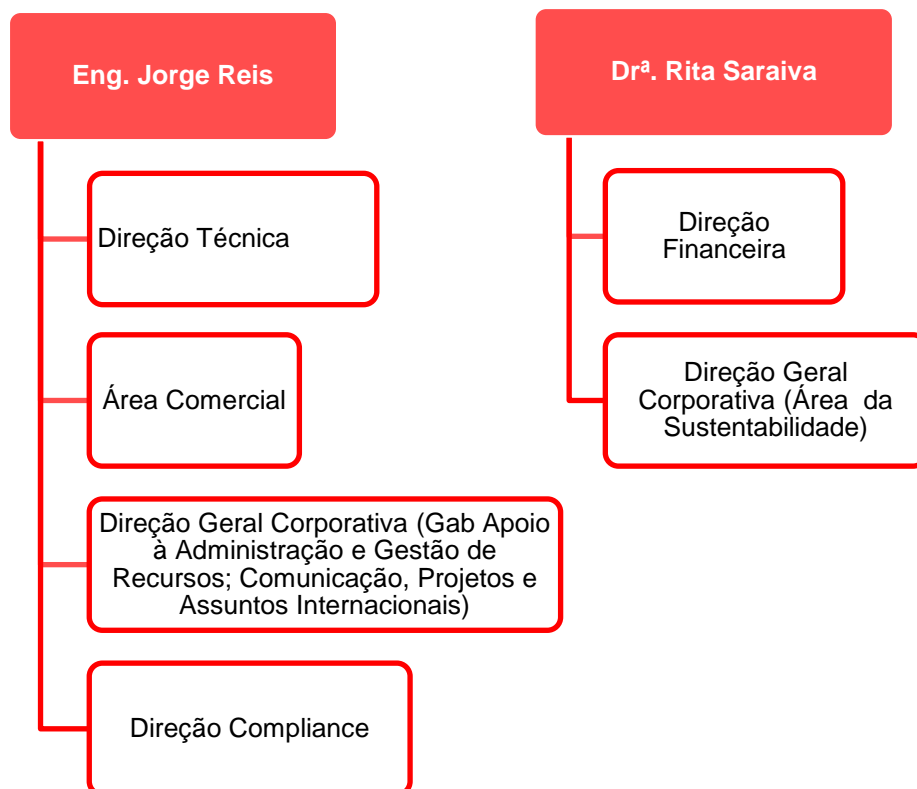 Eng. Jorge Reis
Direção Técnica
Área Comercial
Direção Geral Corporativa (Gab Apoio
à Administração e Gestão de
Recursos; Comunicação, Projetos e
Assuntos Internacionais)
Direção Compliance
Drª. Rita Saraiva
Direção
Financeira
Direção Geral
Corporativa (Área da
Sustentabilidade)